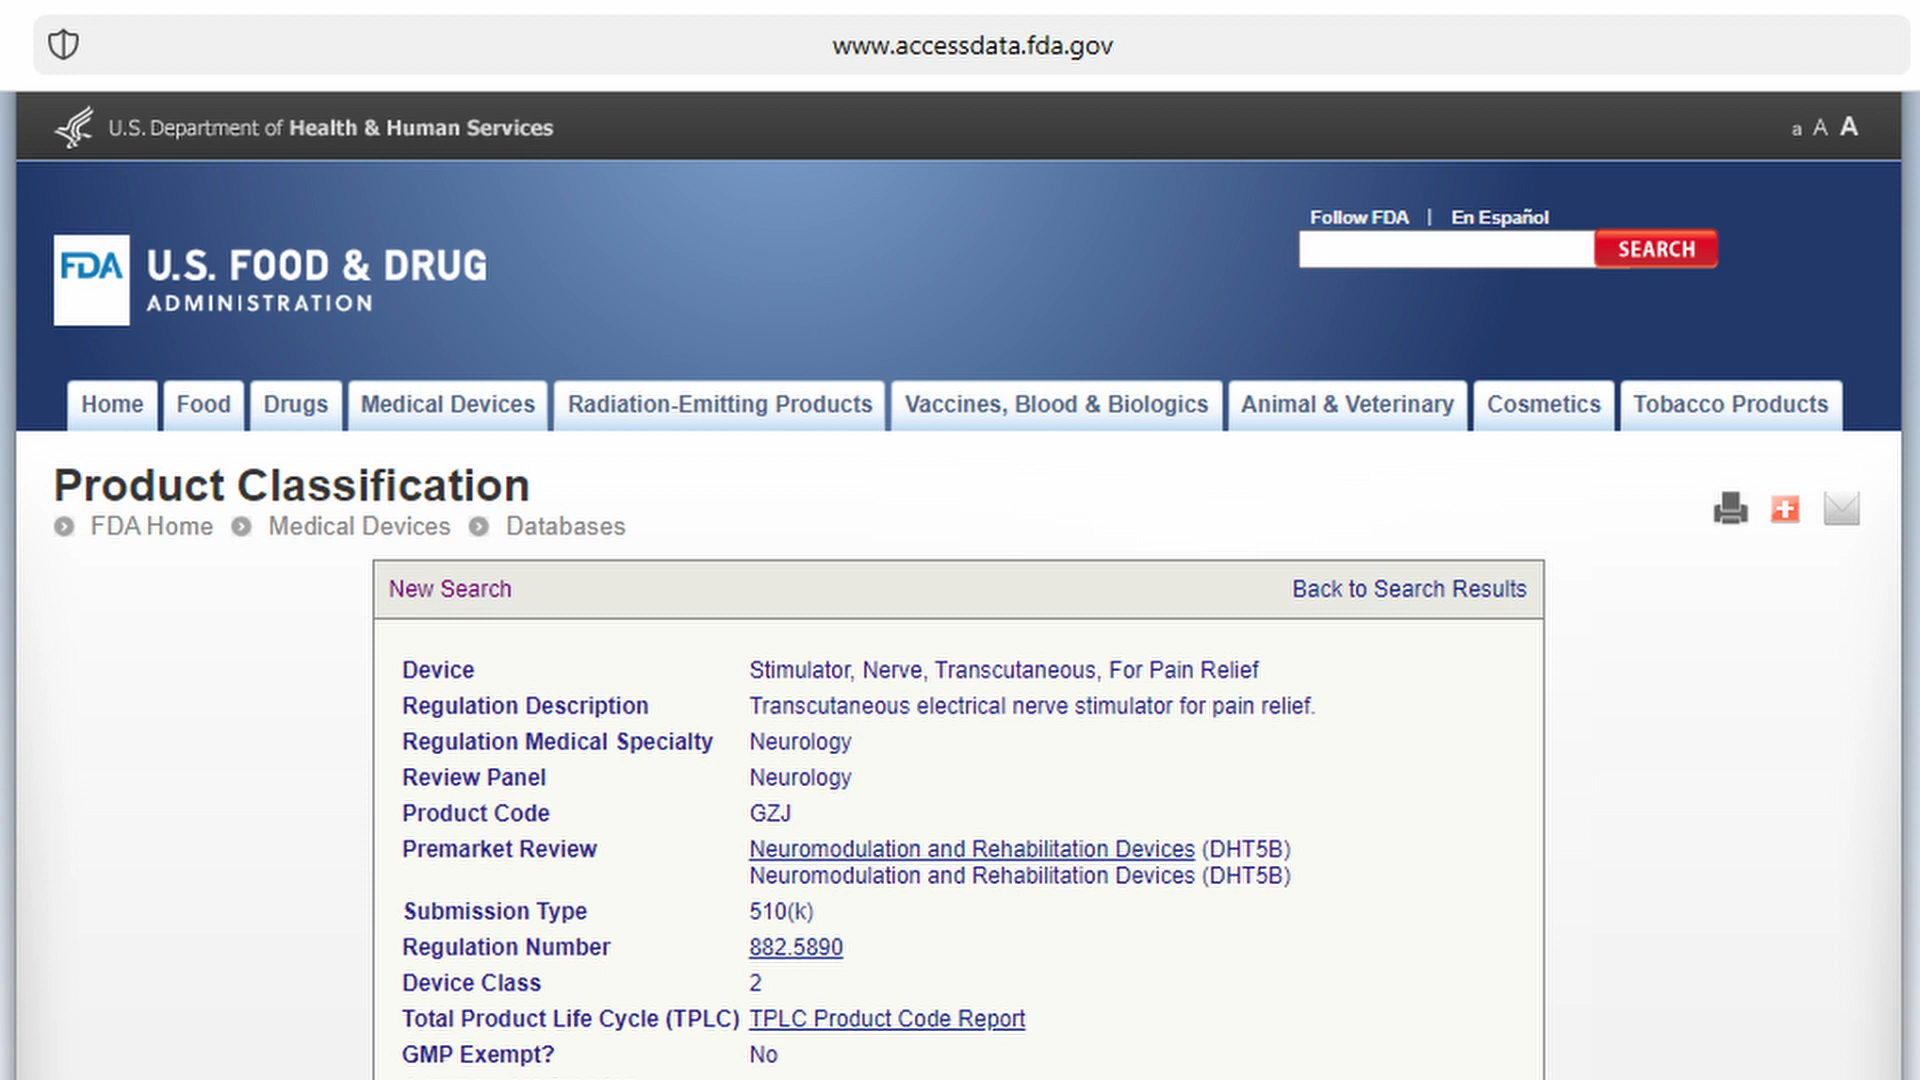 www.accessdata.fda.gov
U.S. Department of Health & Human Services
a A A
Follow FDA | En Español
SEARCH
FDA U.S. FOOD & DRUG
ADMINISTRATION
Home Food Drugs Medical Devices Radiation-Emitting Products Vaccines, Blood & Biologics Animal & Veterinary Cosmetics Tobacco Products
Product Classification
FDA Home Medical Devices Databases
New Search Back to Search Results
Device Stimulator, Nerve, Transcutaneous, For Pain Relief
Regulation Description Transcutaneous electrical nerve stimulator for pain relief.
Regulation Medical Specialty Neurology
Review Panel Neurology
Product Code GZJ
Premarket Review Neuromodulation and Rehabilitation Devices (DHT5B)
Neuromodulation and Rehabilitation Devices (DHT5B)
Submission Type 510(k)
Regulation Number 882.5890
Device Class 2
Total Product Life Cycle (TPLC) TPLC Product Code Report
GMP Exempt? No